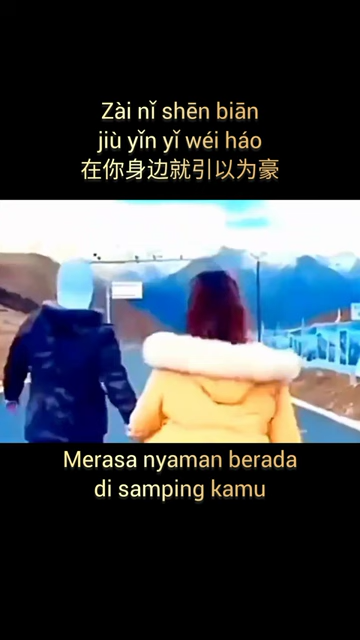 Zài nǐ shēn biān
jiù yǐn yǐ wéi háo
在你身边就引以为豪
Merasa nyaman berada
di samping kamu